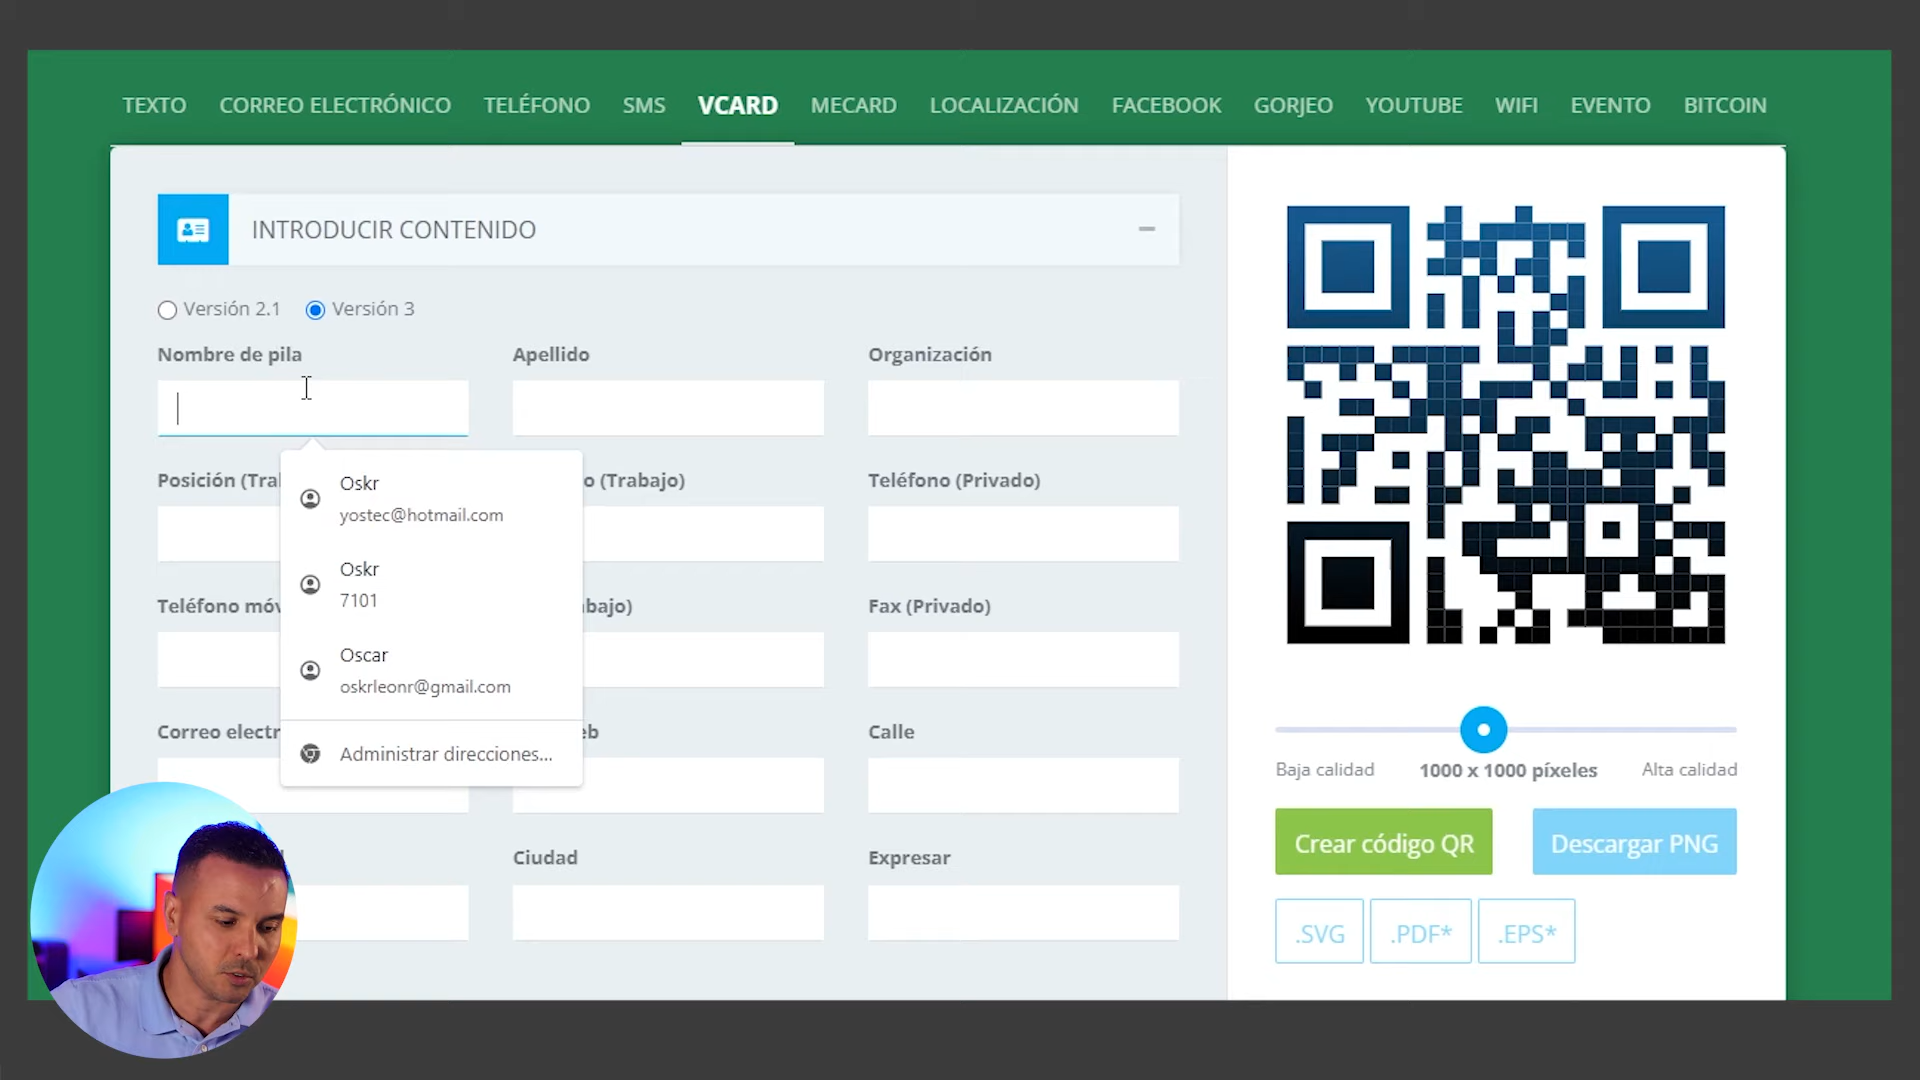 TEXTO CORREO ELECTRÓNICO TELÉFONO SMS VCARD MECARD LOCALIZACIÓN FACEBOOK GORJEO YOUTUBE WIFI EVENTO BITCOIN
INTRODUCIR CONTENIDO
Versión 2.1 Versión 3
Nombre de pila Apellido Organización
Posición (Tra o (Trabajo) Teléfono (Privado)
Oskr
yostec@hotmail.com
Oskr
7101
Teléfono móv bajo) Fax (Privado)
Oscar
oskrleonr@gmail.com
Correo electr eb Calle
Administrar direcciones...
Ciudad Expresar
Baja calidad 1000 x 1000 píxeles Alta calidad
Crear código QR Descargar PNG
.SVG .PDF* .EPS*